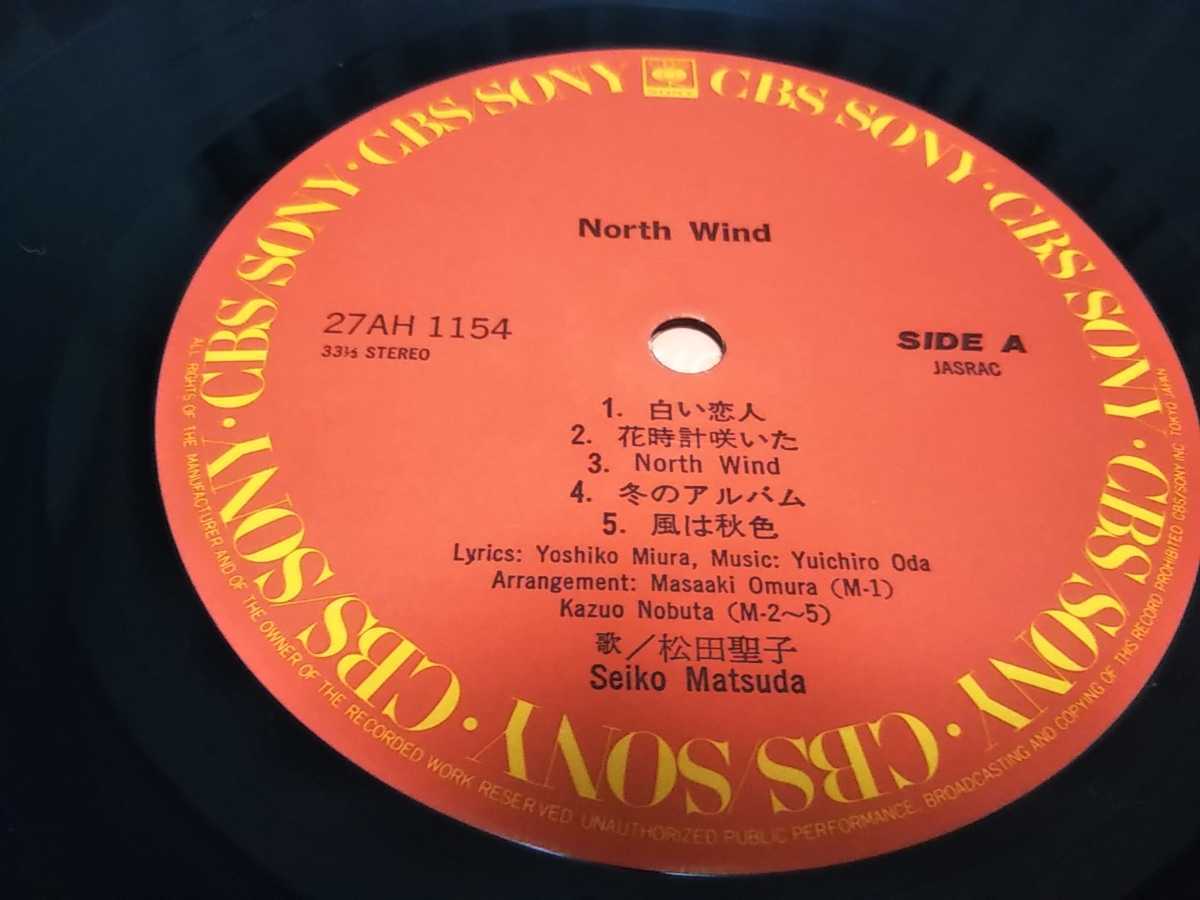 CBS/SONY · CBS/SONY · CBS/SONY · CBS/SONY · CBS/SONY · CBS/SONY · CBS/SONY · CBS/SONY · CBS/SONY
North Wind
27AH 1154
33⅓ STEREO
SIDE A
JASRAC
1. 白い恋人
2. 花時計咲いた
3. North Wind
4. 冬のアルバム
5. 風は秋色
Lyrics: Yoshiko Miura, Music: Yuichiro Oda
Arrangement: Masaaki Omura (M-1)
Kazuo Nobuta (M-2〜5)
歌/松田聖子
Seiko Matsuda
ALL RIGHTS OF THE MANUFACTURER AND OF THE OWNER OF THE RECORDED WORK RESERVED. UNAUTHORIZED PUBLIC PERFORMANCE, BROADCASTING AND COPYING OF THIS RECORD PROHIBITED CBS/SONY INC. TOKYO JAPAN